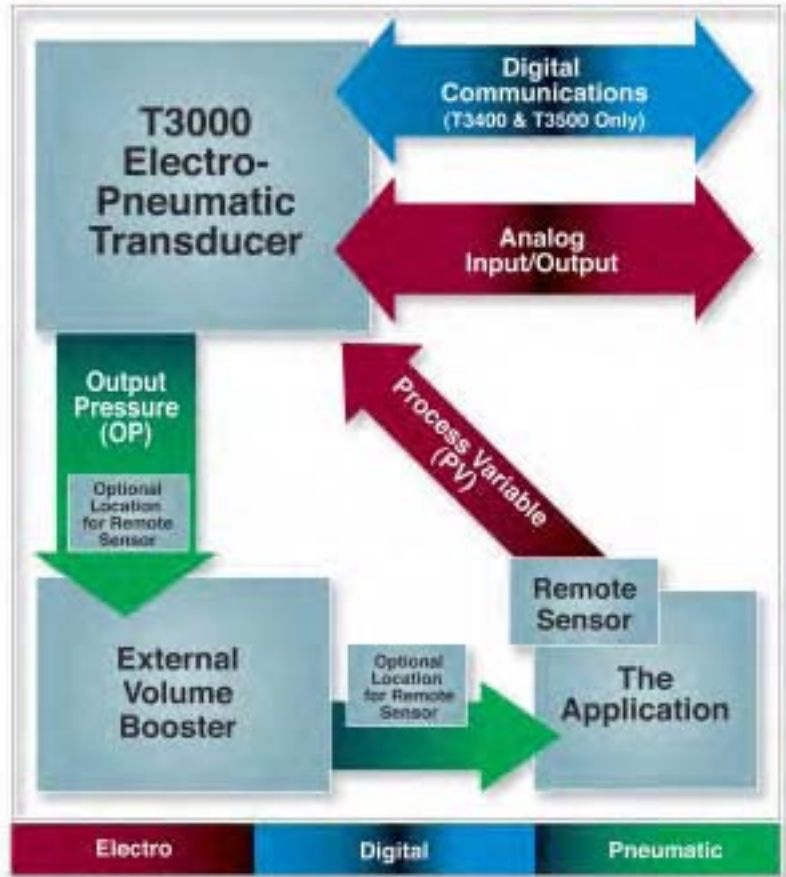 T3000
Electro-
Pneumatic
Transducer
Digital
Communications
(T3400 & T3500 Only)
Analog
Input/Output
Output
Pressure
(OP)
Optional
Location
for Remote
Sensor
Process Variable
(PV)
External
Volume
Booster
Optional
Location
for Remote
Sensor
Remote
Sensor
The
Application
Electro
Digital
Pneumatic